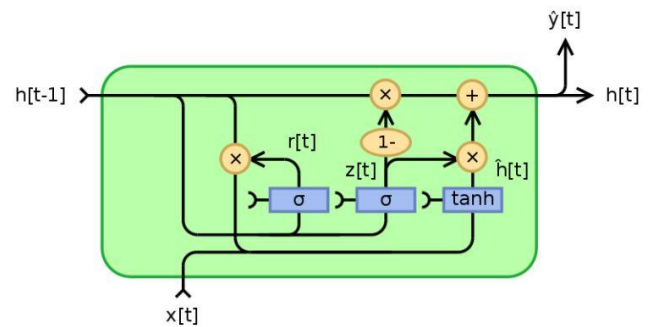 ŷ[t]
h[t-1]
×
+
h[t]
1-
r[t]
×
z[t]
×
ĥ[t]
σ
σ
tanh
x[t]